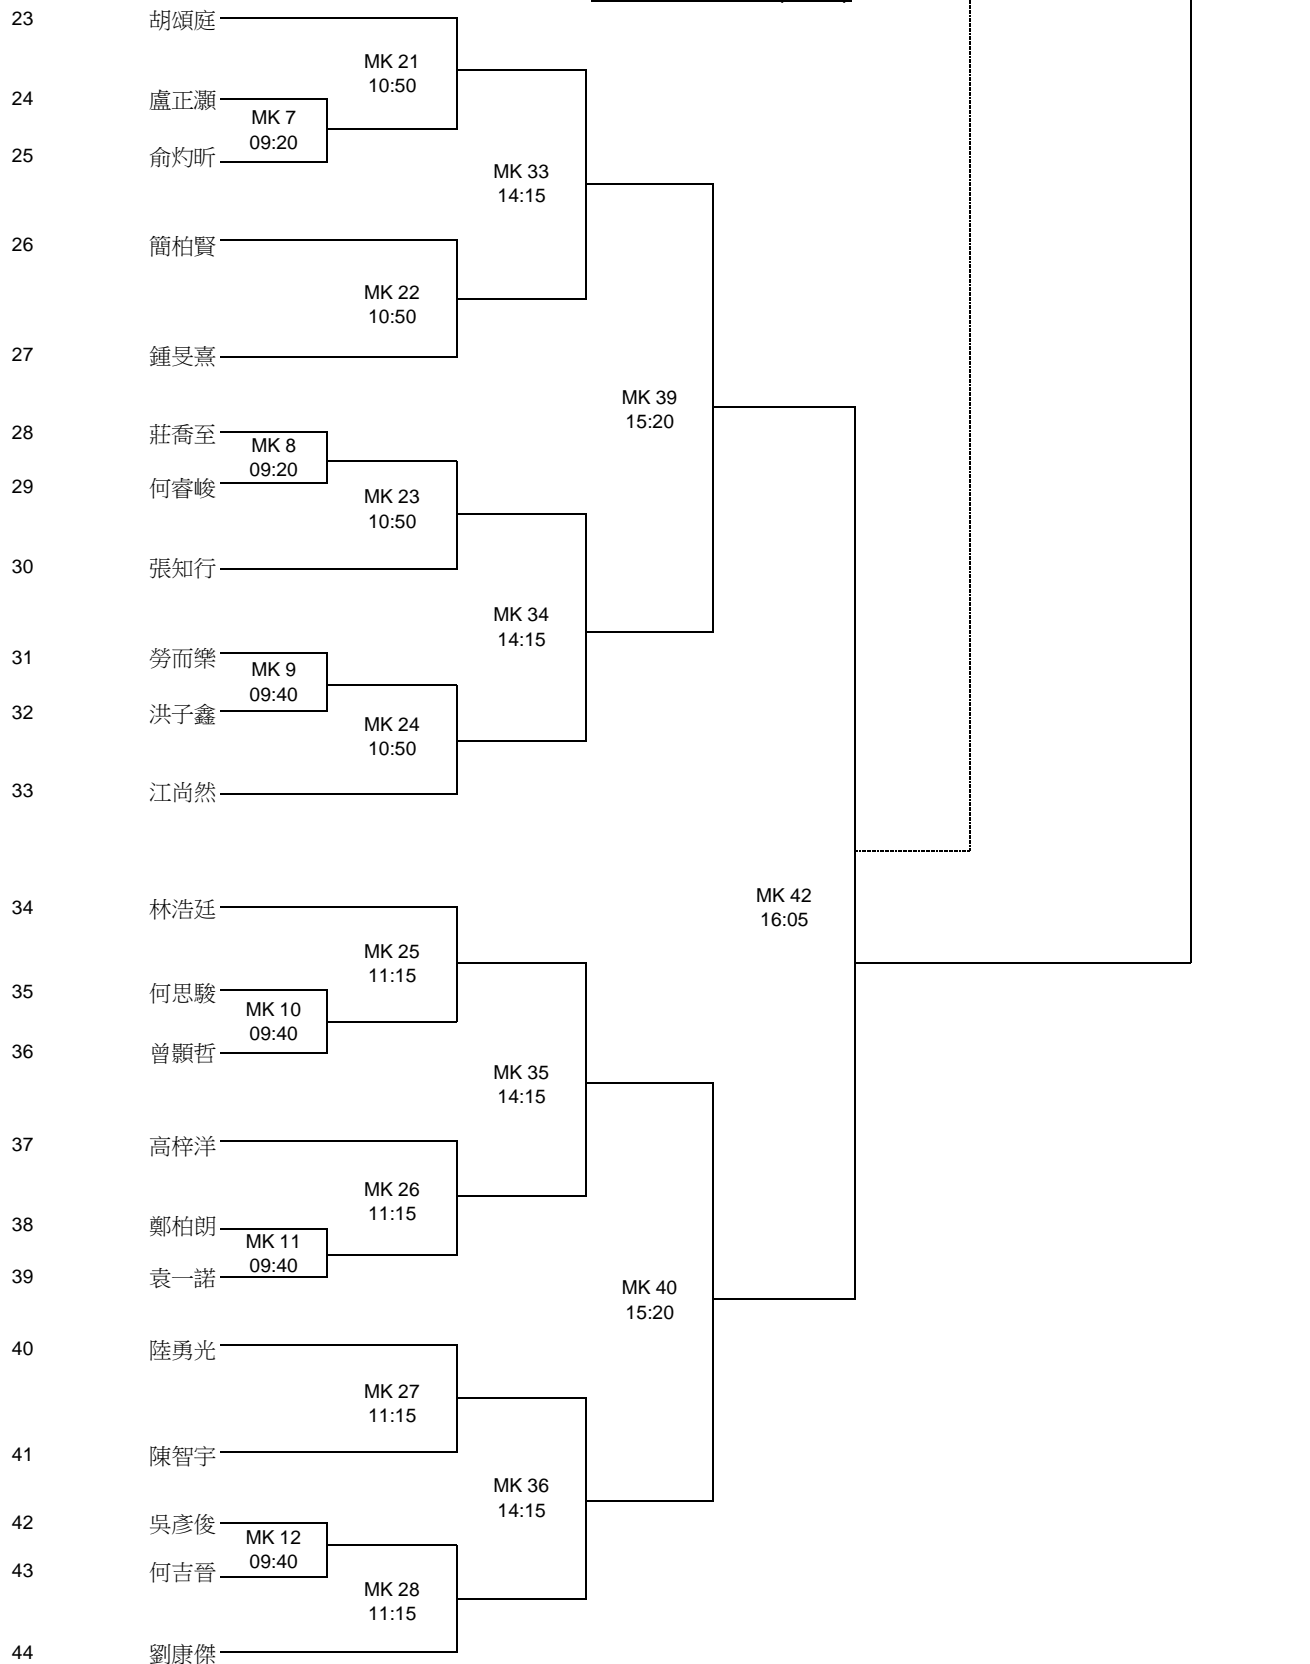 23 胡頌庭
MK 21
10:50
24 盧正灝
MK 7
09:20
25 俞灼昕
MK 33
14:15
26 簡柏賢
MK 22
10:50
27 鍾旻熹
MK 39
15:20
28 莊喬至
MK 8
09:20
29 何睿峻
MK 23
10:50
30 張知行
MK 34
14:15
31 勞而樂
MK 9
09:40
32 洪子鑫
MK 24
10:50
33 江尚然
MK 42
16:05
34 林浩廷
MK 25
11:15
35 何思駿
MK 10
09:40
36 曾顥哲
MK 35
14:15
37 高梓洋
MK 26
11:15
38 鄭柏朗
MK 11
09:40
39 袁一諾
MK 40
15:20
40 陸勇光
MK 27
11:15
41 陳智宇
MK 36
14:15
42 吳彥俊
MK 12
09:40
43 何吉晉
MK 28
11:15
44 劉康傑